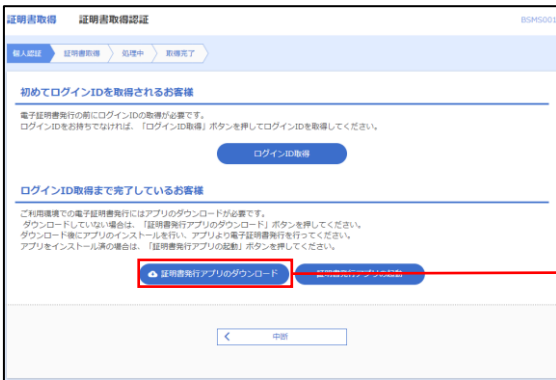 証明書取得 証明書取得認証 BSMS001
個人認証 証明書取得 処理中 取得完了
初めてログインIDを取得されるお客様
電子証明書発行の前にログインIDの取得が必要です。
ログインIDをお持ちでなければ、「ログインID取得」ボタンを押してログインIDを取得してください。
ログインID取得
ログインID取得まで完了しているお客様
ご利用環境での電子証明書発行にはアプリのダウンロードが必要です。
ダウンロードしていない場合は、「証明書発行アプリのダウンロード」ボタンを押してください。
ダウンロード後にアプリのインストールを行い、アプリより電子証明書発行を行ってください。
アプリをインストール済の場合は、「証明書発行アプリの起動」ボタンを押してください。
証明書発行アプリのダウンロード 証明書発行アプリの起動
中断